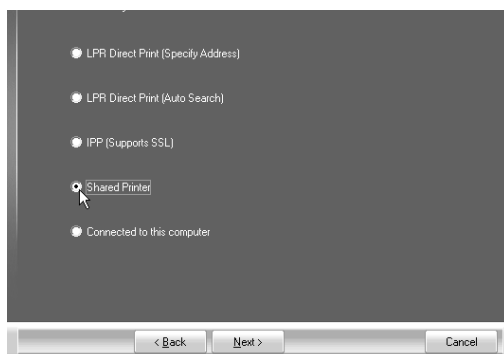 LPR Direct Print (Specify Address)
LPR Direct Print (Auto Search)
IPP (Supports SSL)
Shared Printer
Connected to this computer
< Back Next > Cancel